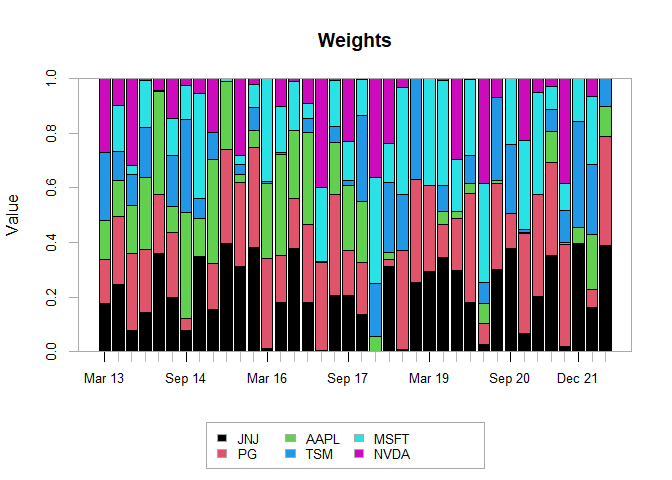 Weights
Value
1.0
0.8
0.6
0.4
0.2
0.0
Mar 13 Sep 14 Mar 16 Sep 17 Mar 19 Sep 20 Dec 21
JNJ AAPL MSFT
PG TSM NVDA